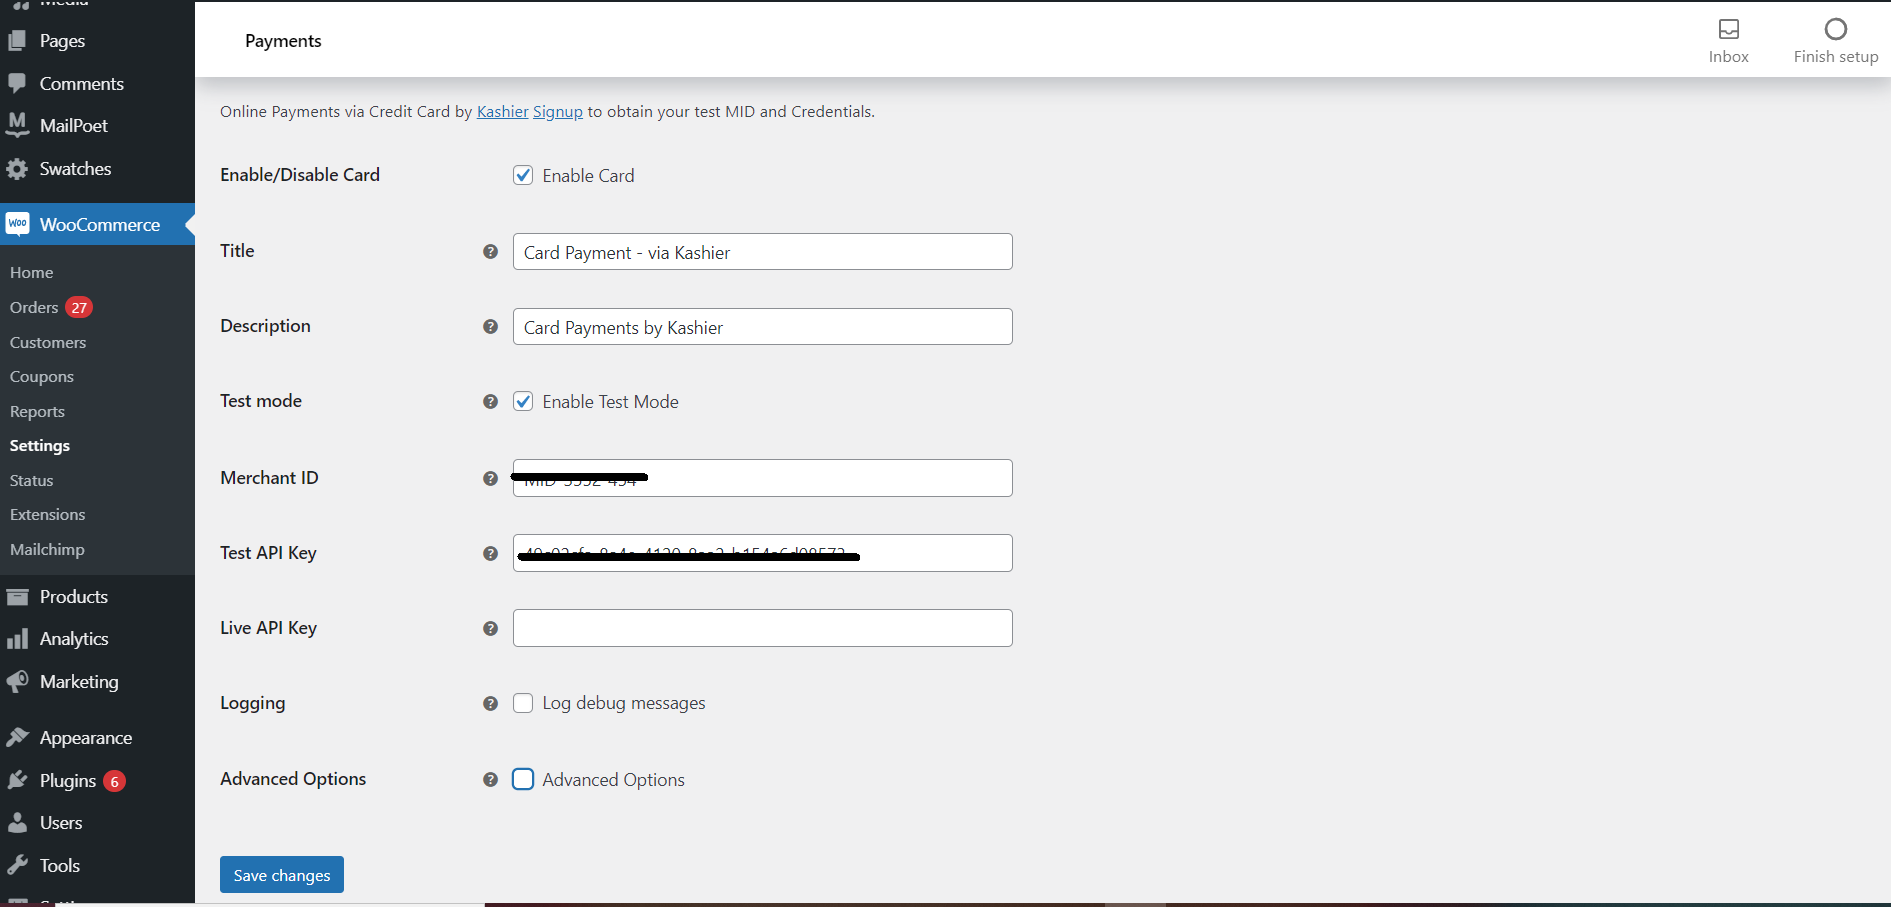 Media
Pages
Comments
MailPoet
Swatches
Woo WooCommerce
Home
Orders 27
Customers
Coupons
Reports
Settings
Status
Extensions
Mailchimp
Products
Analytics
Marketing
Appearance
Plugins 6
Users
Tools
Payments
Inbox
Finish setup
Online Payments via Credit Card by Kashier Signup to obtain your test MID and Credentials.
Enable/Disable Card
Enable Card
Title
Card Payment - via Kashier
Description
Card Payments by Kashier
Test mode
Enable Test Mode
Merchant ID
Test API Key
Live API Key
Logging
Log debug messages
Advanced Options
Advanced Options
Save changes